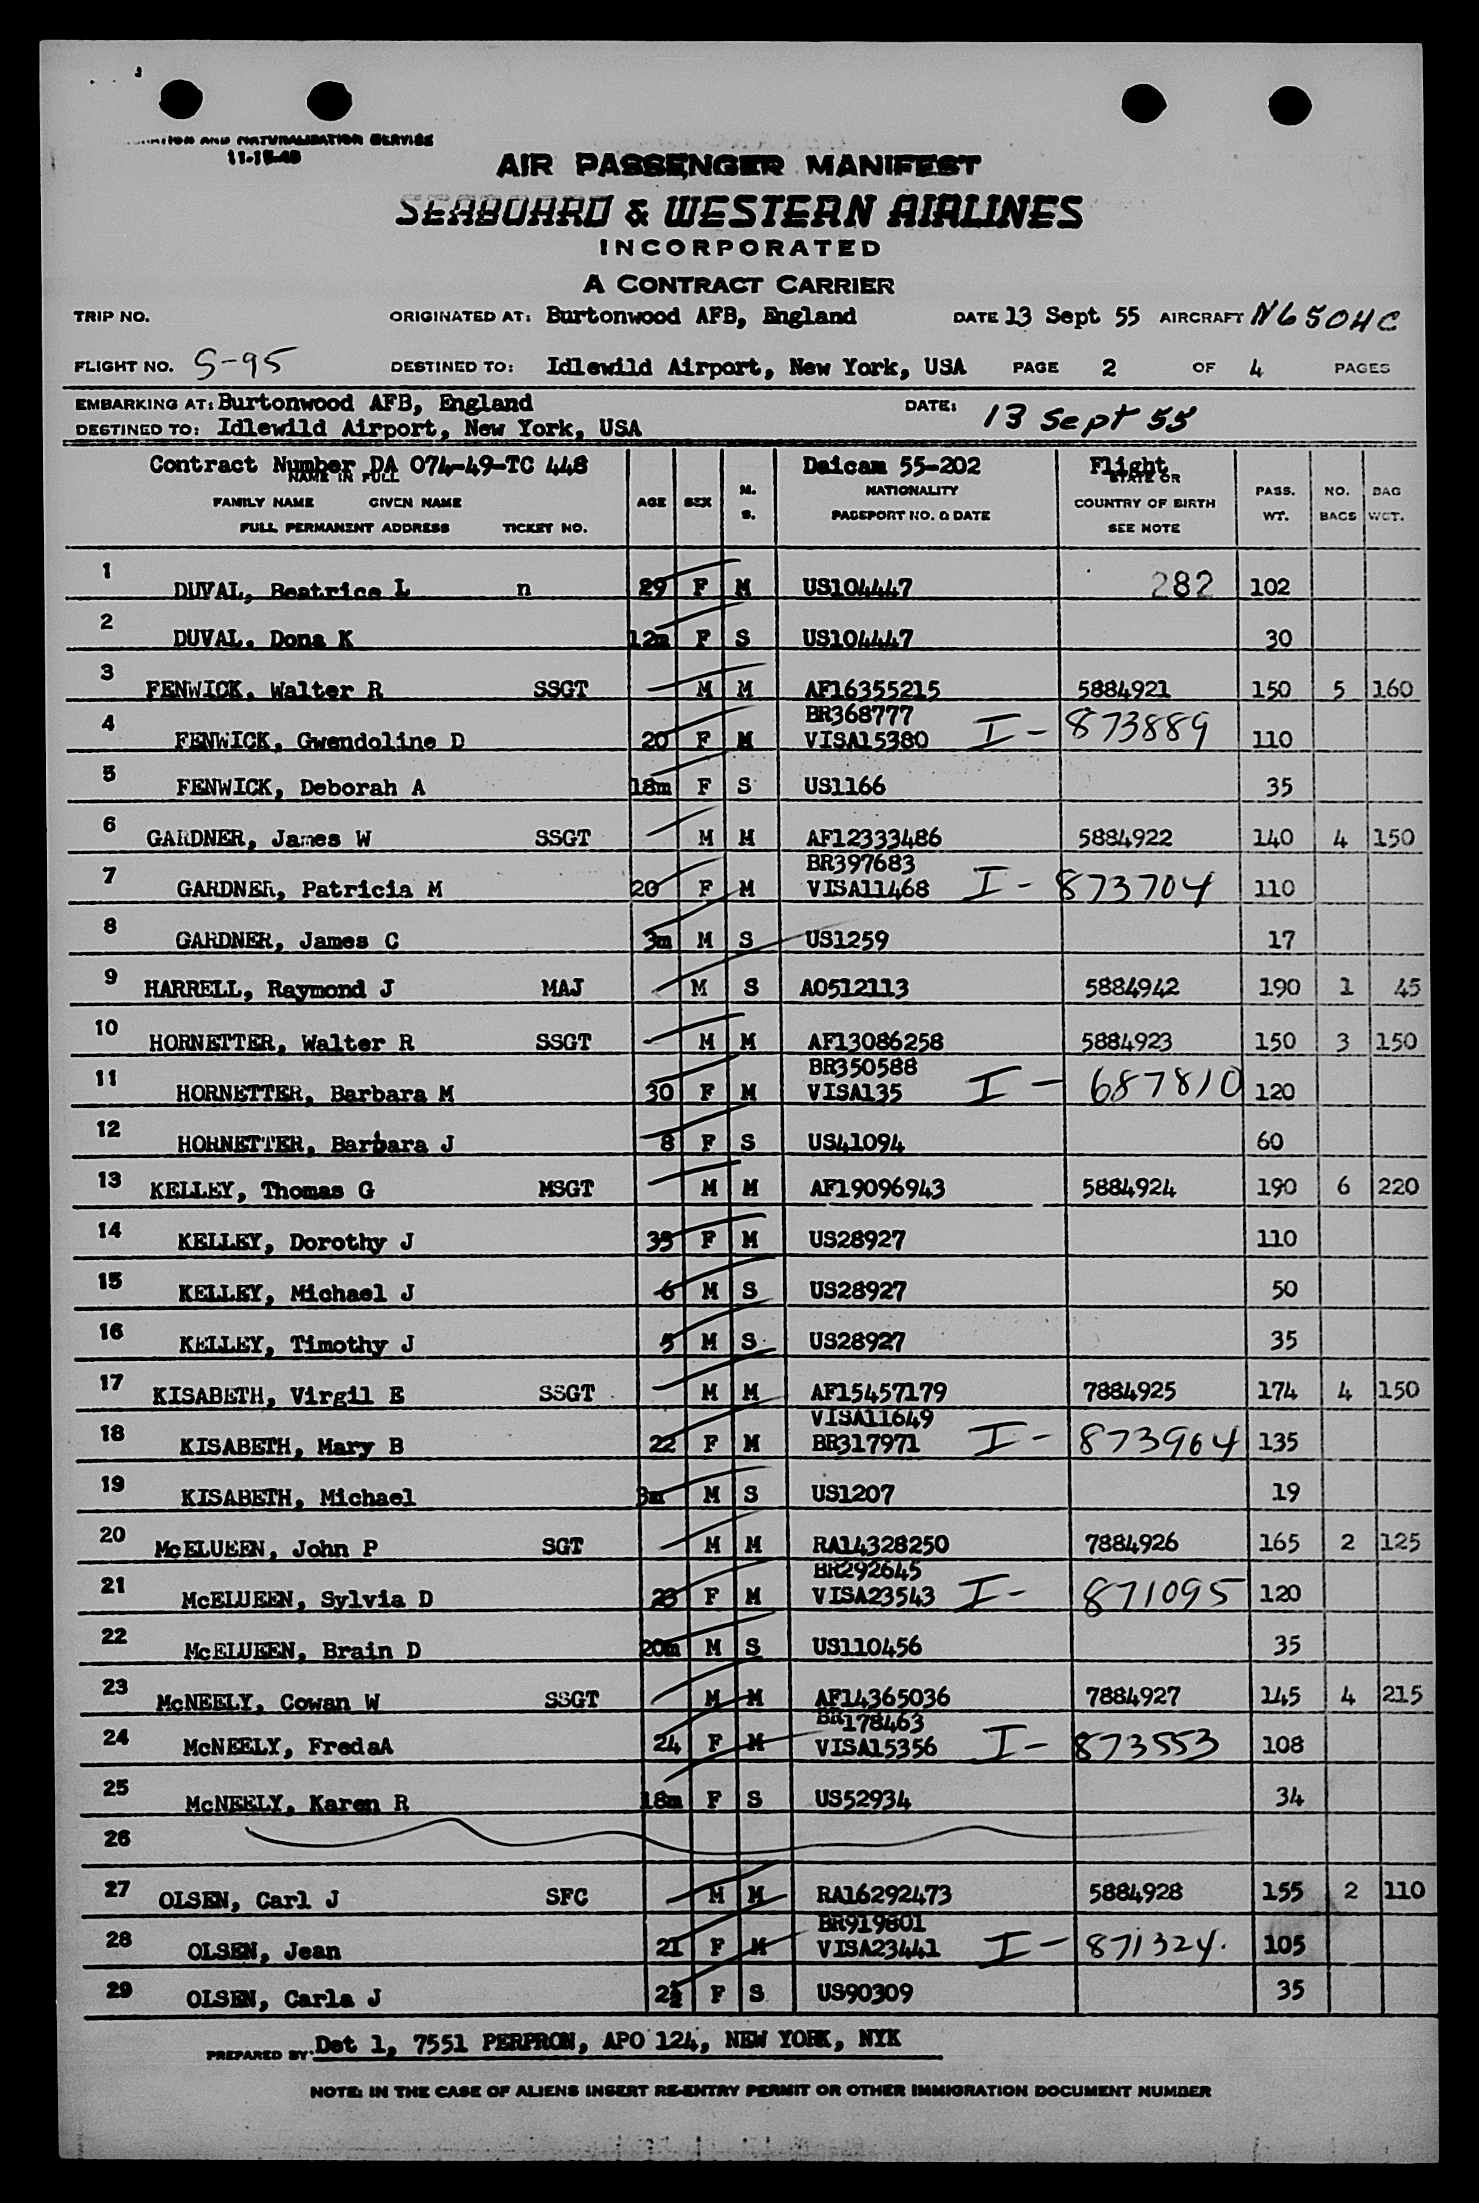 AND NATURALIZATION SERVICE
AIR PASSENGER MANIFEST
SEABOARD & WESTERN AIRLINES
INCORPORATED
A CONTRACT CARRIER
TRIP NO. ORIGINATED AT: Burtonwood AFB, England DATE 13 Sept 55 AIRCRAFT N6504C
FLIGHT NO. S-95 DESTINED TO: Idlewild Airport, New York, USA PAGE 2 OF 4 PAGES
EMBARKING AT: Burtonwood AFB, England DATE: 13 Sept 55
DESTINED TO: Idlewild Airport, New York, USA
Contract Number DA 074-49-TC 448 Daicam 55-202 Flight
NAME IN FULL M. NATIONALITY STATE OR PASS. NO. BAG
FAMILY NAME GIVEN NAME AGE SEX S. PASSPORT NO. & DATE COUNTRY OF BIRTH WT. BAGS WGT.
FULL PERMANENT ADDRESS TICKET NO. SEE NOTE
1 DUVAL, Beatrice L n 29 F M US104447 282 102
2 DUVAL, Dona K 12m F S US104447 30
3 FENWICK, Walter R SSGT M M AF16355215 5884921 150 5 160
BR368777
4 FENWICK, Gwendoline D 20 F M VISA15380 I-873889 110
5 FENWICK, Deborah A 18m F S US1166 35
6 GARDNER, James W SSGT M M AF12333486 5884922 140 4 150
BR397683
7 GARDNER, Patricia M 20 F M VISA11468 I-873704 110
8 GARDNER, James C 3m M S US1259 17
9 HARRELL, Raymond J MAJ M S AO512113 5884942 190 1 45
10 HORNETTER, Walter R SSGT M M AF13086258 5884923 150 3 150
BR350588
11 HORNETTER, Barbara M 30 F M VISA135 I-687810 120
12 HORNETTER, Barbara J 8 F S US41094 60
13 KELLEY, Thomas G MSGT M M AF19096943 5884924 190 6 220
14 KELLEY, Dorothy J 35 F M US28927 110
15 KELLEY, Michael J 6 M S US28927 50
16 KELLEY, Timothy J 5 M S US28927 35
17 KISABETH, Virgil E SSGT M M AF15457179 7884925 174 4 150
VISA11649
18 KISABETH, Mary B 22 F M BR317971 I-873964 135
19 KISABETH, Michael 3m M S US1207 19
20 McELUEEN, John P SGT M M RA14328250 7884926 165 2 125
BR292645
21 McELUEEN, Sylvia D 23 F M VISA23543 I-871095 120
22 McELUEEN, Brain D 20m M S US110456 35
23 McNEELY, Cowan W SSGT M M AF14365036 7884927 145 4 215
BR178463
24 McNEELY, FredaA 24 F M VISA15356 I-873553 108
25 McNEELY, Karen R 18m F S US52934 34
26
27 OLSEN, Carl J SFC M M RA16292473 5884928 155 2 110
BR919801
28 OLSEN, Jean 21 F M VISA23441 I-871324. 105
29 OLSEN, Carla J 2½ F S US90309 35
PREPARED BY: Det 1, 7551 PERPRON, APO 124, NEW YORK, NYK
NOTE: IN THE CASE OF ALIENS INSERT RE-ENTRY PERMIT OR OTHER IMMIGRATION DOCUMENT NUMBER